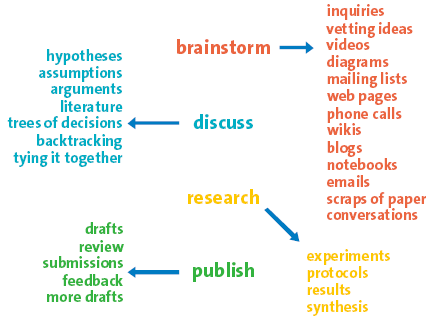 brainstorm
inquiries
vetting ideas
videos
diagrams
mailing lists
web pages
phone calls
wikis
blogs
notebooks
emails
scraps of paper
conversations
discuss
hypotheses
assumptions
arguments
literature
trees of decisions
backtracking
tying it together
research
experiments
protocols
results
synthesis
publish
drafts
review
submissions
feedback
more drafts